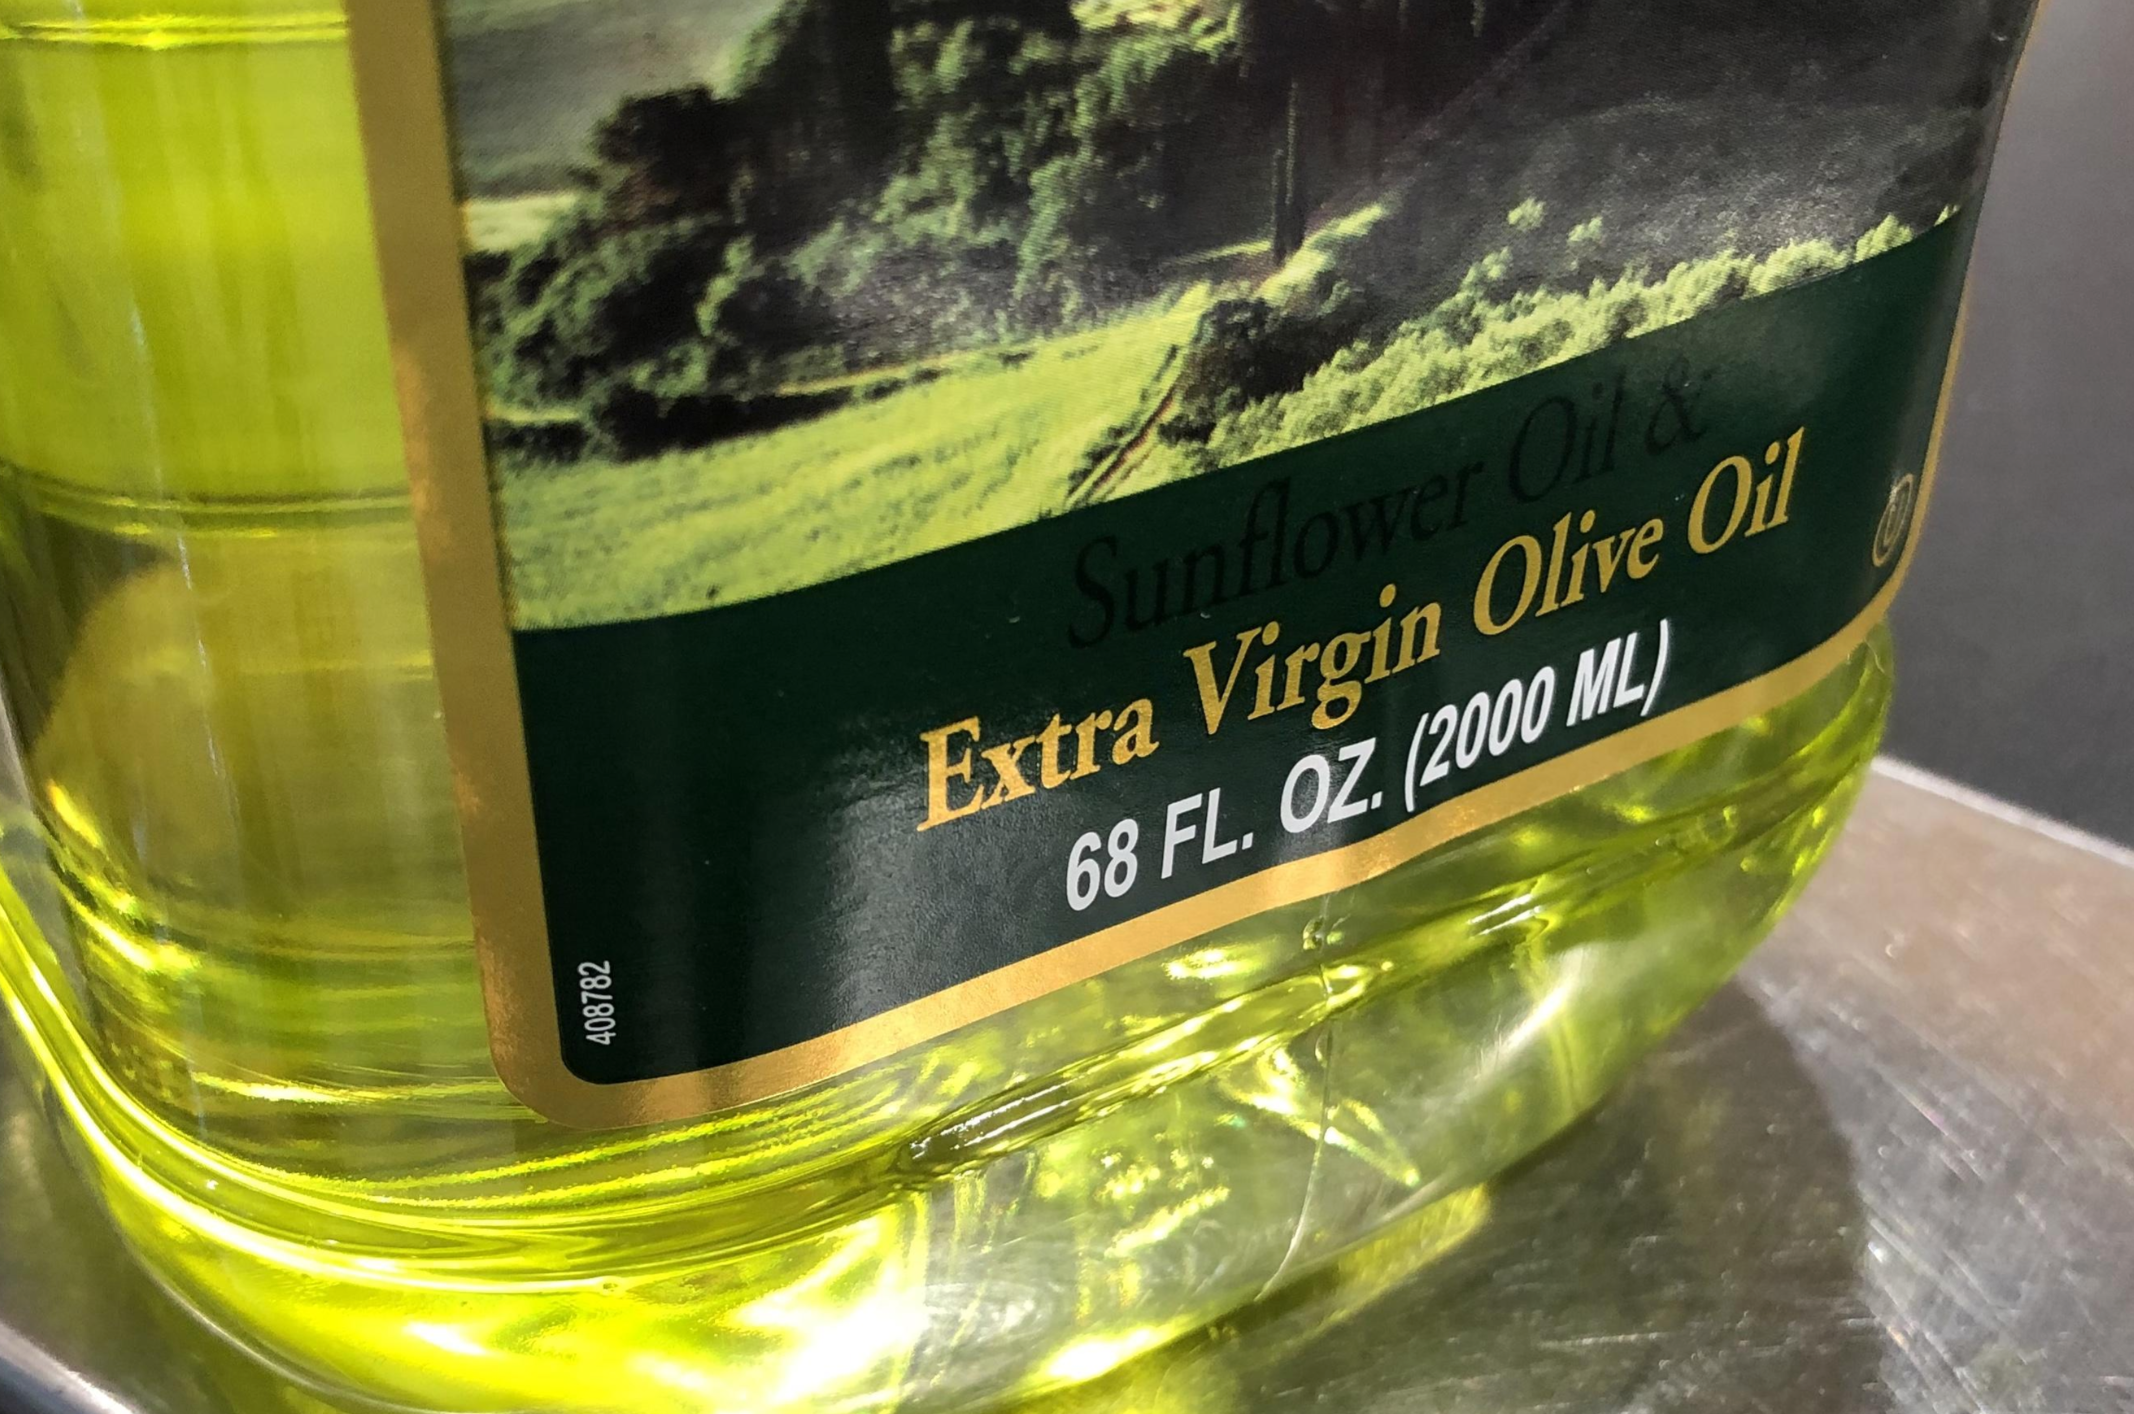 Sunflower Oil &
Extra Virgin Olive Oil
68 FL. OZ. (2000 ML)
U
408782